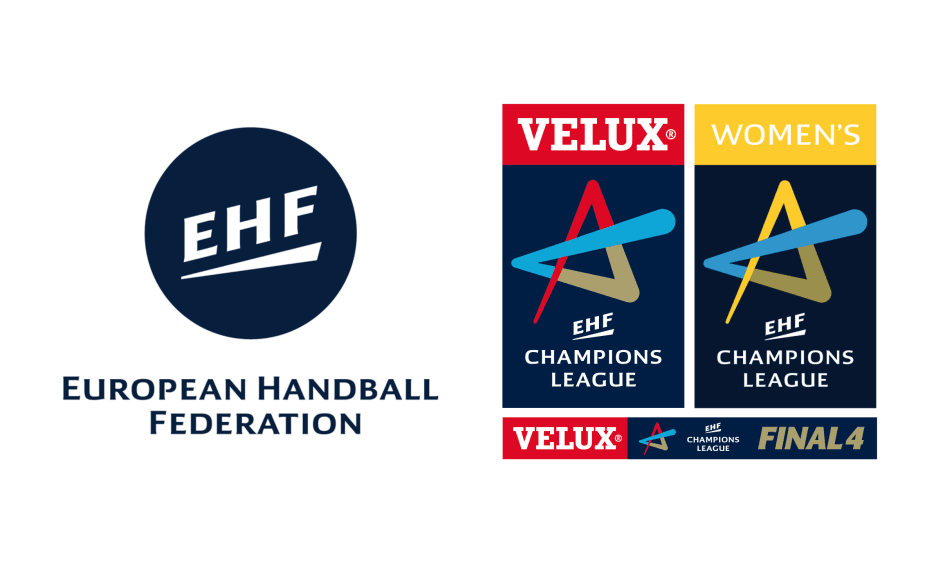 EHF
EUROPEAN HANDBALL
FEDERATION
VELUX®
EHF
CHAMPIONS
LEAGUE
WOMEN'S
EHF
CHAMPIONS
LEAGUE
VELUX®
EHF
CHAMPIONS
LEAGUE
FINAL4